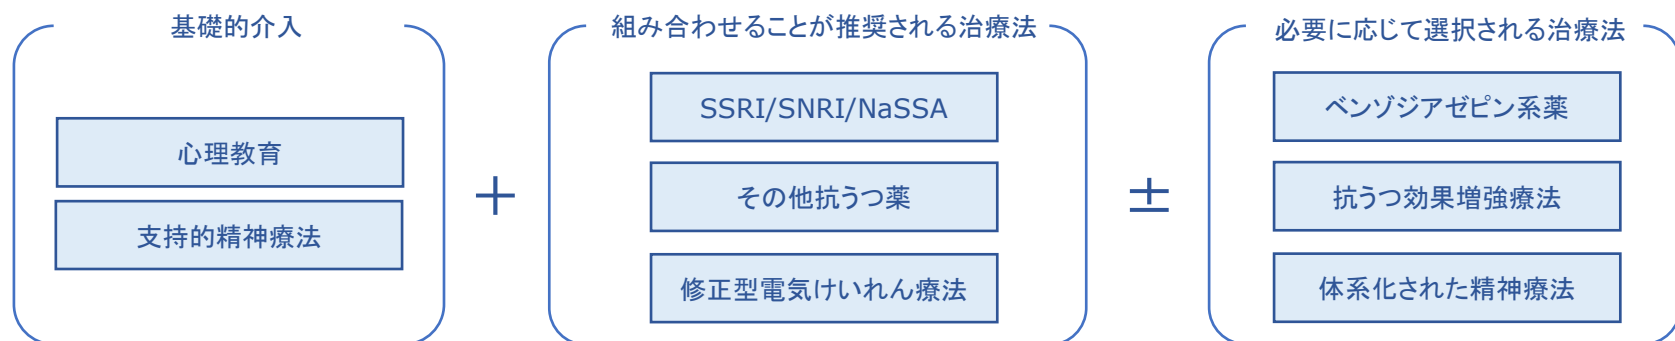 基礎的介入
心理教育
支持的精神療法
＋
組み合わせることが推奨される治療法
SSRI/SNRI/NaSSA
その他抗うつ薬
修正型電気けいれん療法
±
必要に応じて選択される治療法
ベンゾジアゼピン系薬
抗うつ効果増強療法
体系化された精神療法